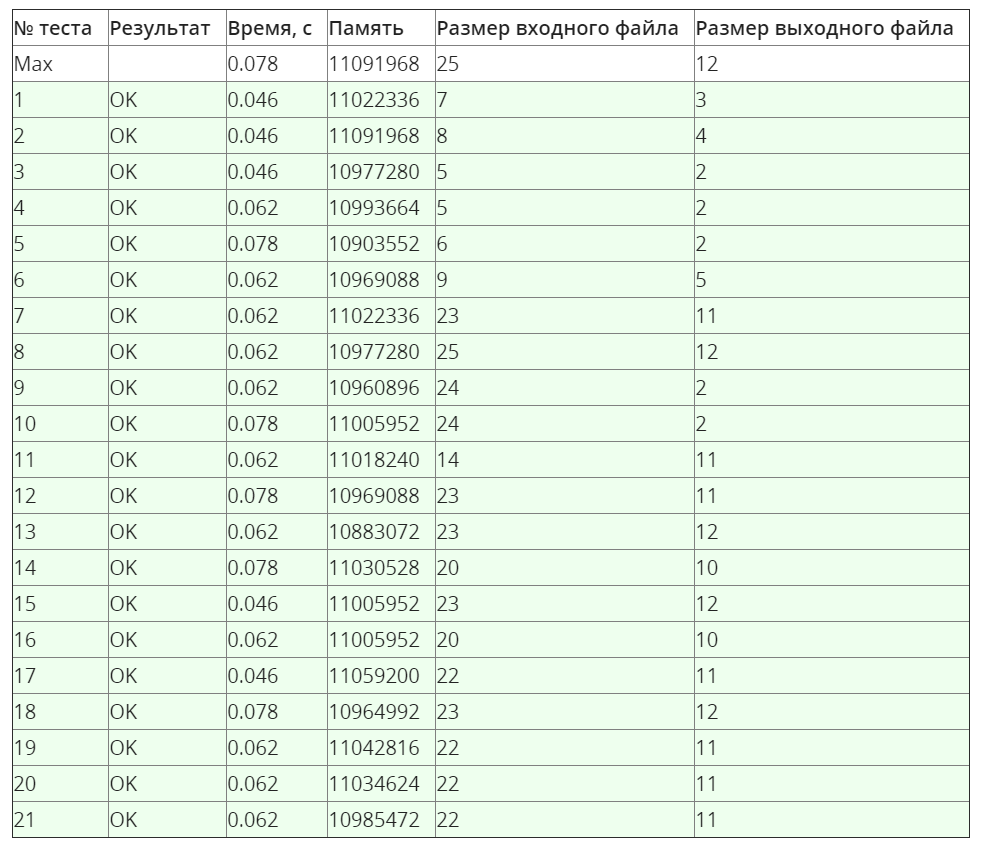 № теста Результат Время, с Память Размер входного файла Размер выходного файла
Max 0.078 11091968 25 12
1 OK 0.046 11022336 7 3
2 OK 0.046 11091968 8 4
3 OK 0.046 10977280 5 2
4 OK 0.062 10993664 5 2
5 OK 0.078 10903552 6 2
6 OK 0.062 10969088 9 5
7 OK 0.062 11022336 23 11
8 OK 0.062 10977280 25 12
9 OK 0.062 10960896 24 2
10 OK 0.078 11005952 24 2
11 OK 0.062 11018240 14 11
12 OK 0.078 10969088 23 11
13 OK 0.062 10883072 23 12
14 OK 0.078 11030528 20 10
15 OK 0.046 11005952 23 12
16 OK 0.062 11005952 20 10
17 OK 0.046 11059200 22 11
18 OK 0.078 10964992 23 12
19 OK 0.062 11042816 22 11
20 OK 0.062 11034624 22 11
21 OK 0.062 10985472 22 11